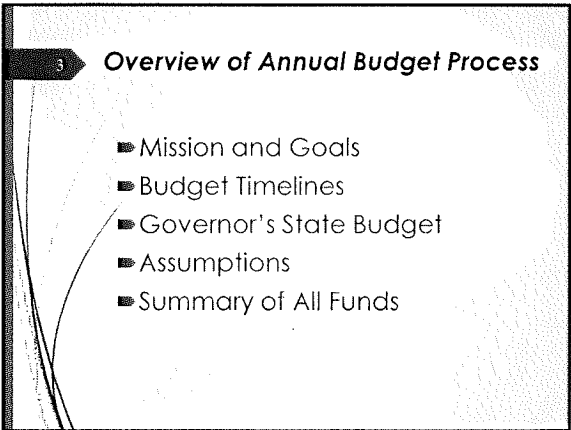 3
Overview of Annual Budget Process
Mission and Goals
Budget Timelines
Governor's State Budget
Assumptions
Summary of All Funds